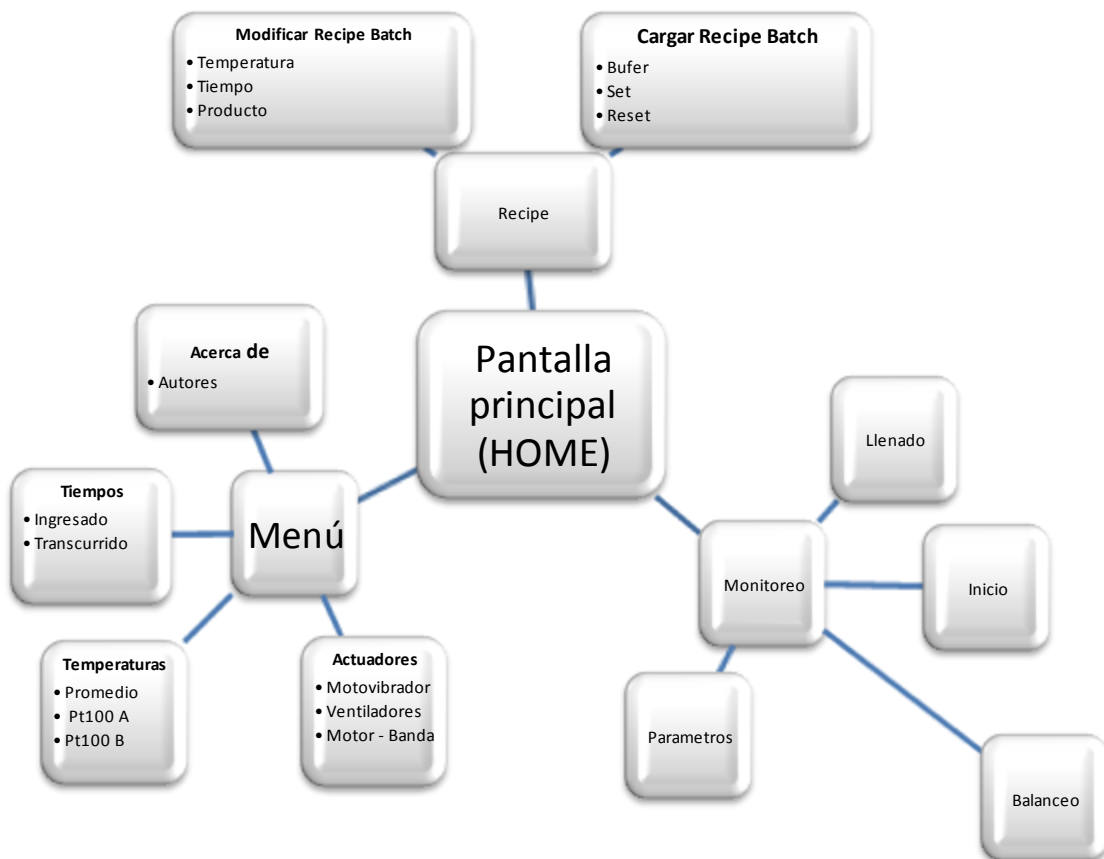 Modificar Recipe Batch
• Temperatura
• Tiempo
• Producto
Cargar Recipe Batch
• Bufer
• Set
• Reset
Recipe
Pantalla
principal
(HOME)
Acerca de
• Autores
Tiempos
• Ingresado
• Transcurrido
Menú
Temperaturas
• Promedio
• Pt100 A
• Pt100 B
Actuadores
• Motovibrador
• Ventiladores
• Motor - Banda
Llenado
Monitoreo
Inicio
Parametros
Balanceo